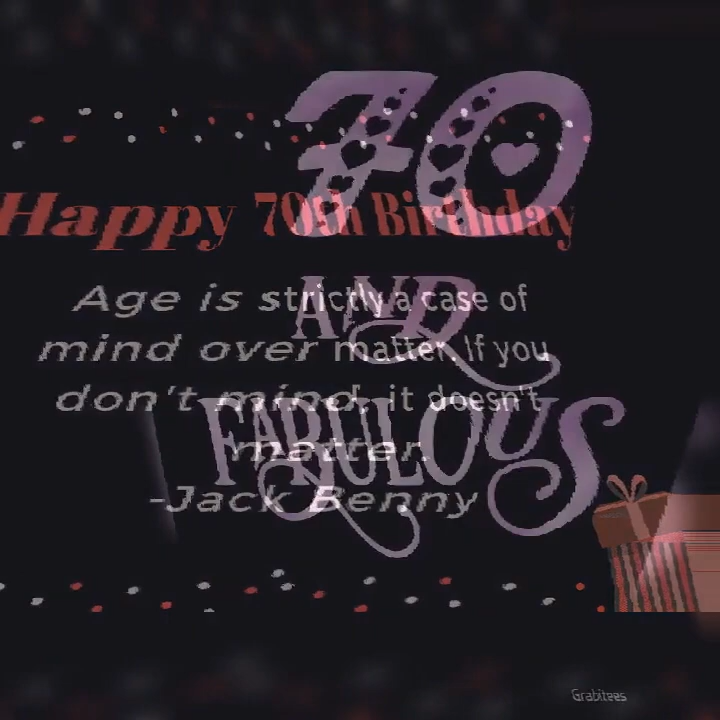 70
Happy 70th Birthday
AND
Age is strictly a case of
mind over matter. If you
don't mind, it doesn't
matter.
FABULOUS
-Jack Benny
Grabitees